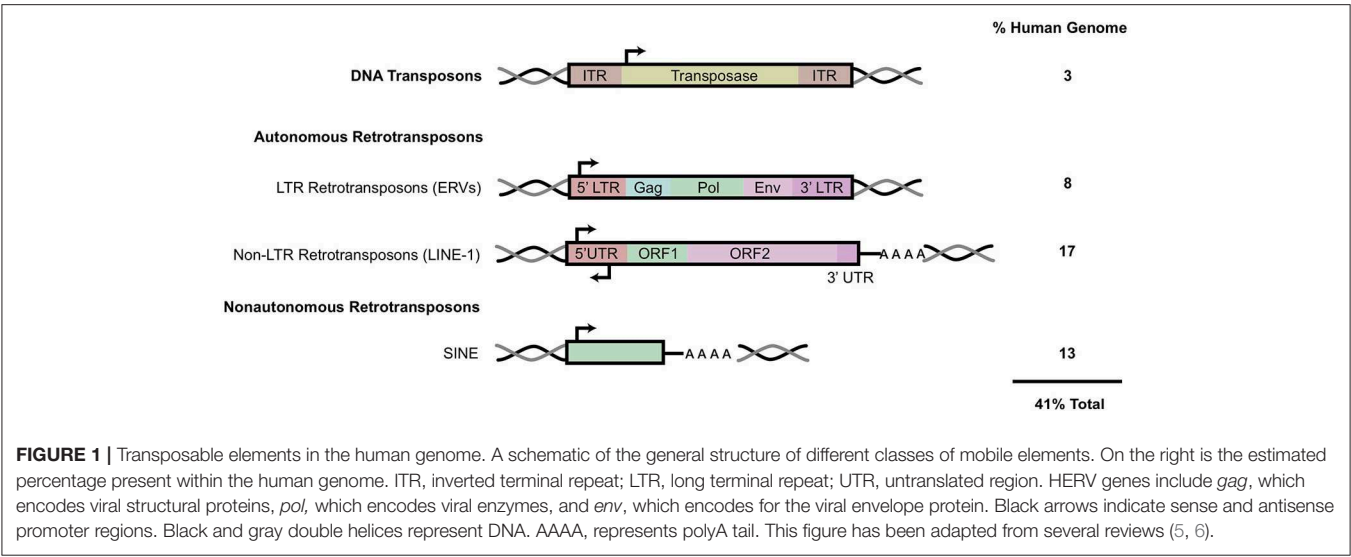 % Human Genome
DNA Transposons ITR Transposase ITR 3
Autonomous Retrotransposons
LTR Retrotransposons (ERVs) 5' LTR Gag Pol Env 3' LTR 8
Non-LTR Retrotransposons (LINE-1) 5'UTR ORF1 ORF2 AAAA 17
3' UTR
Nonautonomous Retrotransposons
SINE AAAA 13
41% Total
FIGURE 1 | Transposable elements in the human genome. A schematic of the general structure of different classes of mobile elements. On the right is the estimated
percentage present within the human genome. ITR, inverted terminal repeat; LTR, long terminal repeat; UTR, untranslated region. HERV genes include gag, which
encodes viral structural proteins, pol, which encodes viral enzymes, and env, which encodes for the viral envelope protein. Black arrows indicate sense and antisense
promoter regions. Black and gray double helices represent DNA. AAAA, represents polyA tail. This figure has been adapted from several reviews (5, 6).